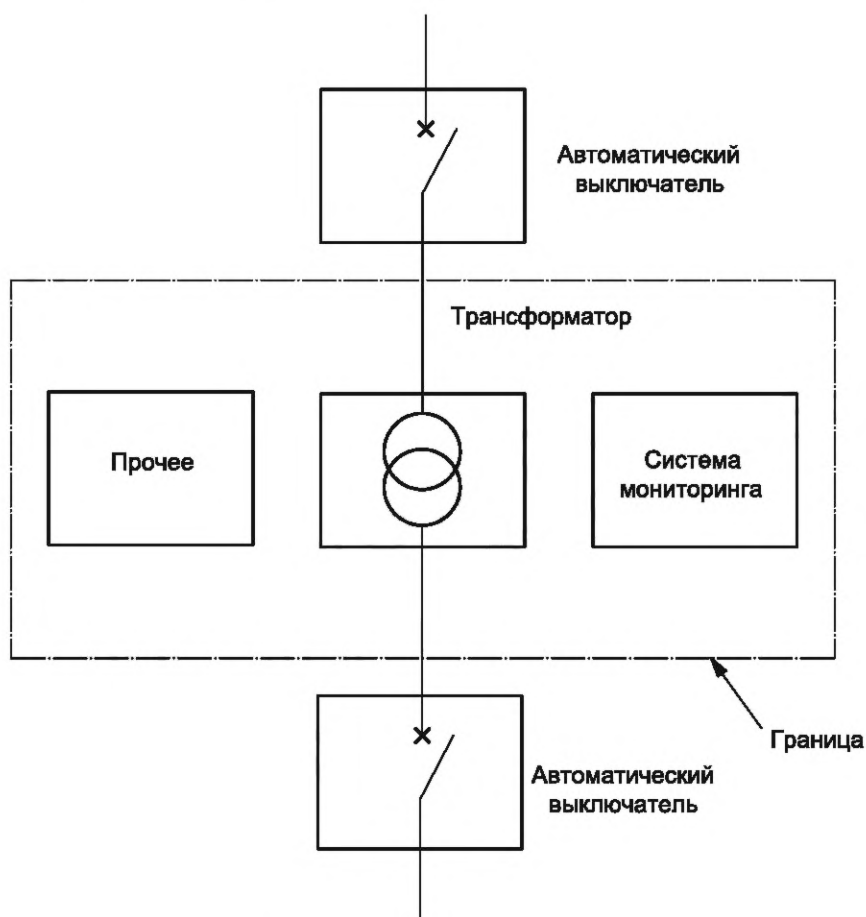 Автоматический
выключатель
Трансформатор
Прочее
Система
мониторинга
Граница
Автоматический
выключатель